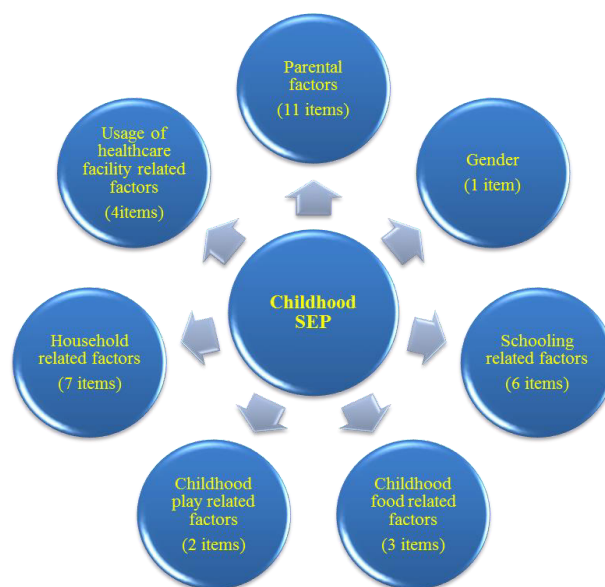 Parental
factors
(11 items)
Gender
(1 item)
Schooling
related factors
(6 items)
Childhood
food related
factors
(3 items)
Childhood
play related
factors
(2 items)
Household
related factors
(7 items)
Usage of
healthcare
facility related
factors
(4items)
Childhood
SEP